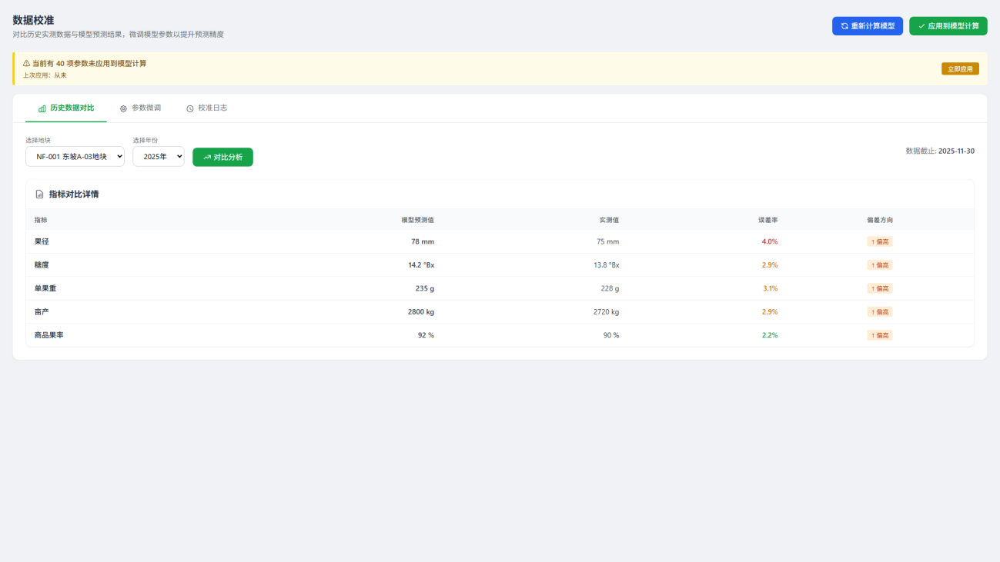 数据校准
对比历史实测数据与模型预测结果，微调模型参数以提升预测精度
重新计算模型
应用到模型计算
当前有 40 项参数未应用到模型计算
上次应用：从未
立即应用
历史数据对比
参数微调
校准日志
选择地块
选择年份
NF-001 东坡A-03地块
2025年
对比分析
数据截止: 2025-11-30
指标对比详情
指标 模型预测值 实测值 误差率 偏差方向
果径 78 mm 75 mm 4.0% ↑ 偏高
糖度 14.2 °Bx 13.8 °Bx 2.9% ↑ 偏高
单果重 235 g 228 g 3.1% ↑ 偏高
亩产 2800 kg 2720 kg 2.9% ↑ 偏高
商品果率 92 % 90 % 2.2% ↑ 偏高